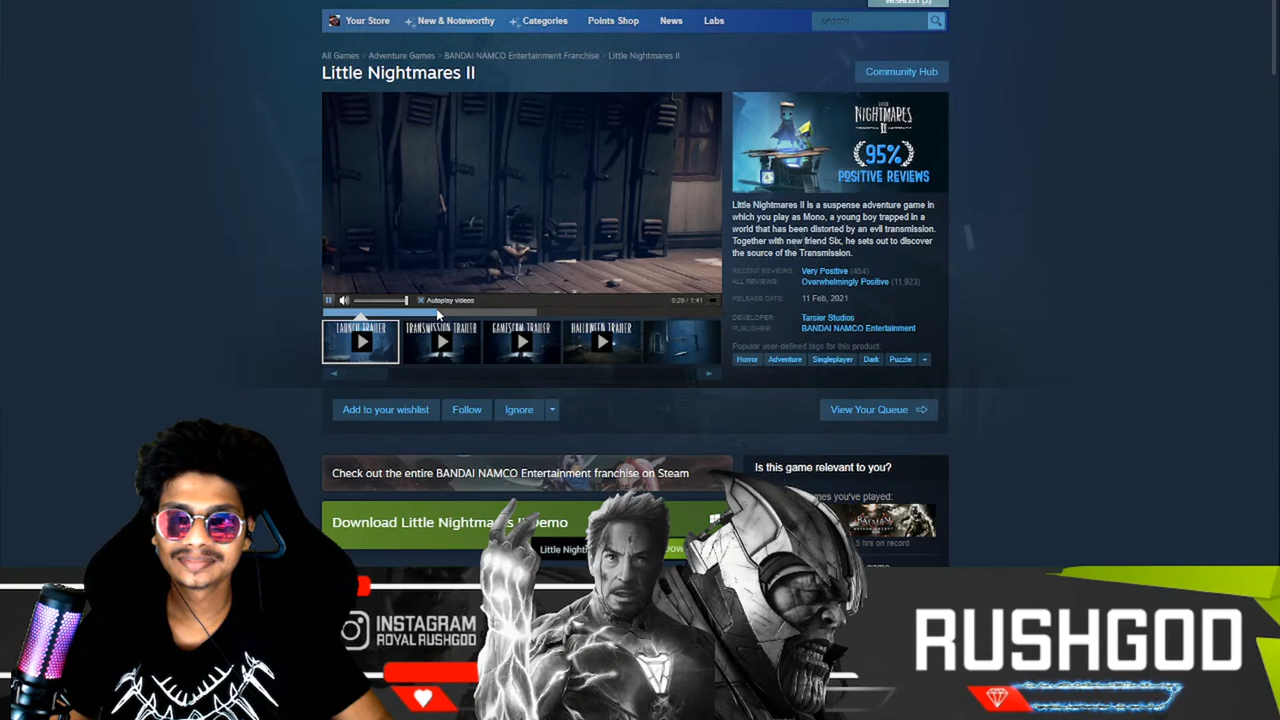 WISHLIST (2)
Your Store
New & Noteworthy
Categories
Points Shop
News
Labs
search
All Games > Adventure Games > BANDAI NAMCO Entertainment Franchise > Little Nightmares II
Little Nightmares II
Community Hub
LITTLE
NIGHTMARES
II
95%
POSITIVE REVIEWS
Little Nightmares II is a suspense adventure game in
which you play as Mono, a young boy trapped in a
world that has been distorted by an evil transmission.
Together with new friend Six, he sets out to discover
the source of the Transmission.
RECENT REVIEWS: Very Positive (454)
ALL REVIEWS: Overwhelmingly Positive (11,923)
RELEASE DATE: 11 Feb, 2021
DEVELOPER: Tarsier Studios
PUBLISHER: BANDAI NAMCO Entertainment
Popular user-defined tags for this product:
Horror
Adventure
Singleplayer
Dark
Puzzle
+
Autoplay videos
0:28 / 1:41
LAUNCH TRAILER
TRANSMISSION TRAILER
GAMESCOM TRAILER
HALLOWEEN TRAILER
Add to your wishlist
Follow
Ignore
View Your Queue
Check out the entire BANDAI NAMCO Entertainment franchise on Steam
Is this game relevant to you?
BATMAN
5 hrs on record
Download Little Nightmares II Demo
INSTAGRAM
ROYAL RUSHGOD
RUSHGOD